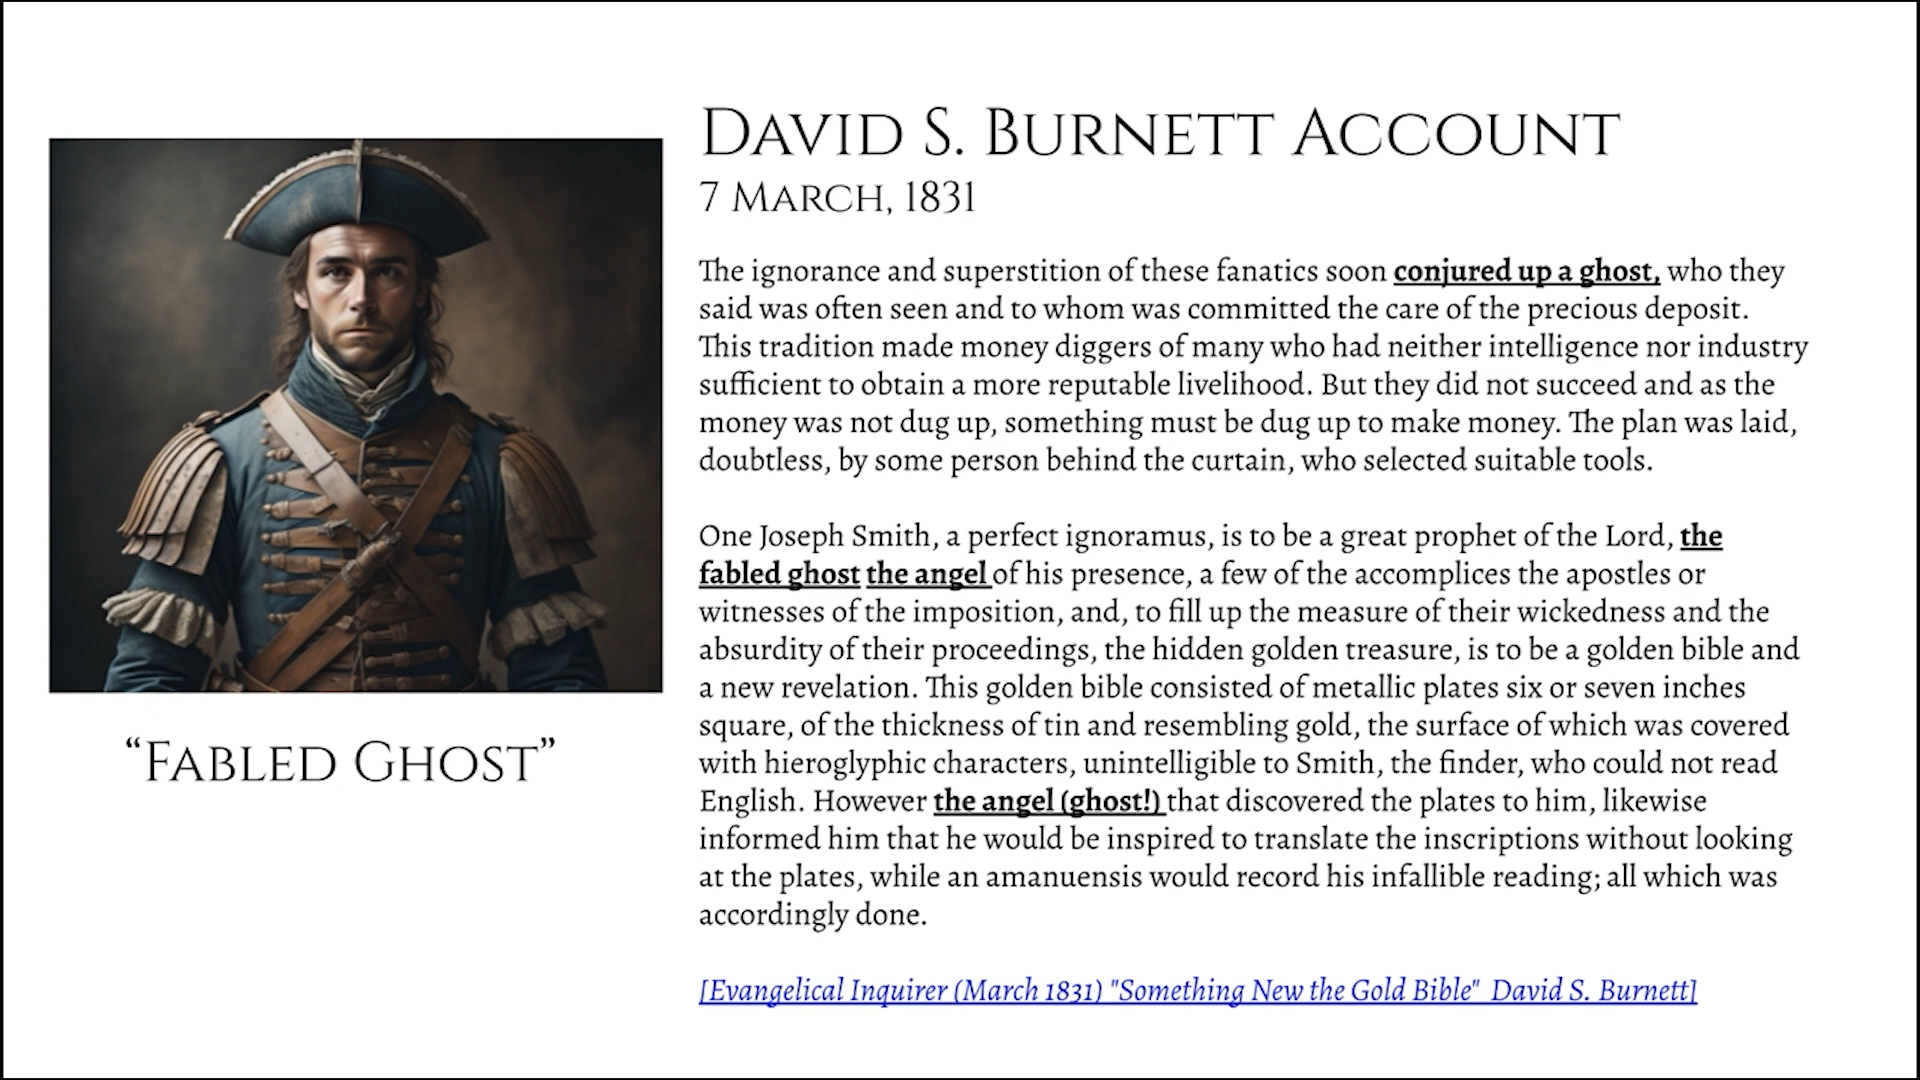 David S. Burnett Account
7 March, 1831
The ignorance and superstition of these fanatics soon conjured up a ghost, who they
said was often seen and to whom was committed the care of the precious deposit.
This tradition made money diggers of many who had neither intelligence nor industry
sufficient to obtain a more reputable livelihood. But they did not succeed and as the
money was not dug up, something must be dug up to make money. The plan was laid,
doubtless, by some person behind the curtain, who selected suitable tools.
One Joseph Smith, a perfect ignoramus, is to be a great prophet of the Lord, the
fabled ghost the angel of his presence, a few of the accomplices the apostles or
witnesses of the imposition, and, to fill up the measure of their wickedness and the
absurdity of their proceedings, the hidden golden treasure, is to be a golden bible and
a new revelation. This golden bible consisted of metallic plates six or seven inches
square, of the thickness of tin and resembling gold, the surface of which was covered
with hieroglyphic characters, unintelligible to Smith, the finder, who could not read
English. However the angel (ghost!) that discovered the plates to him, likewise
informed him that he would be inspired to translate the inscriptions without looking
at the plates, while an amanuensis would record his infallible reading; all which was
accordingly done.
[Evangelical Inquirer (March 1831) "Something New the Gold Bible" David S. Burnett]
“Fabled Ghost”